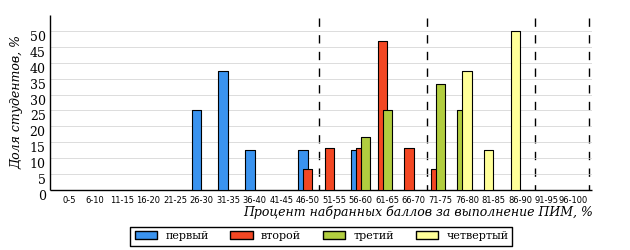 Доля студентов, %
50
45
40
35
30
25
20
15
10
5
0
0-5 6-10 11-15 16-20 21-25 26-30 31-35 36-40 41-45 46-50 51-55 56-60 61-65 66-70 71-75 76-80 81-85 86-90 91-95 96-100
Процент набранных баллов за выполнение ПИМ, %
первый второй третий четвертый